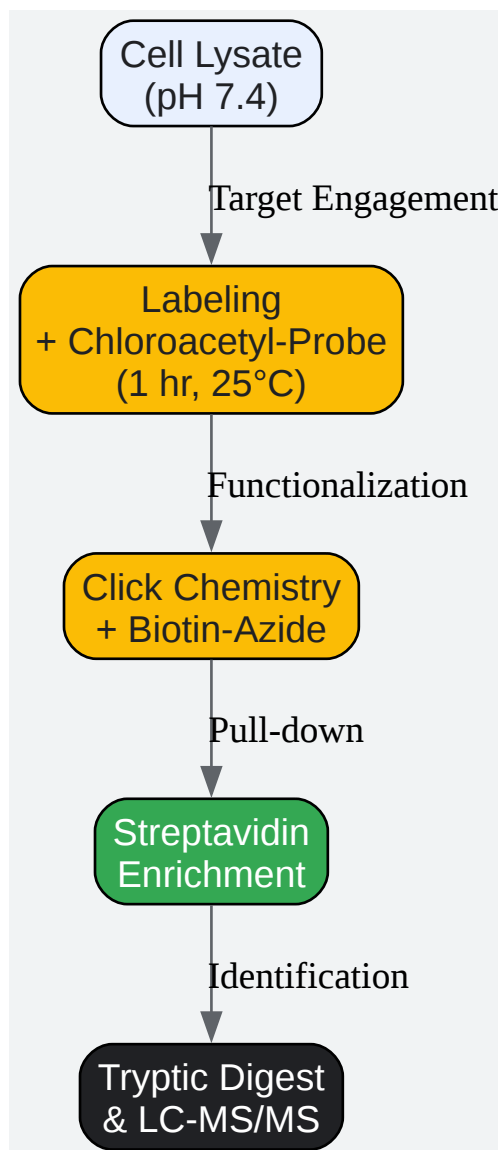 Cell Lysate
(pH 7.4)
Target Engagement
Labeling
+ Chloroacetyl-Probe
(1 hr, 25°C)
Functionalization
Click Chemistry
+ Biotin-Azide
Pull-down
Streptavidin
Enrichment
Identification
Tryptic Digest
& LC-MS/MS